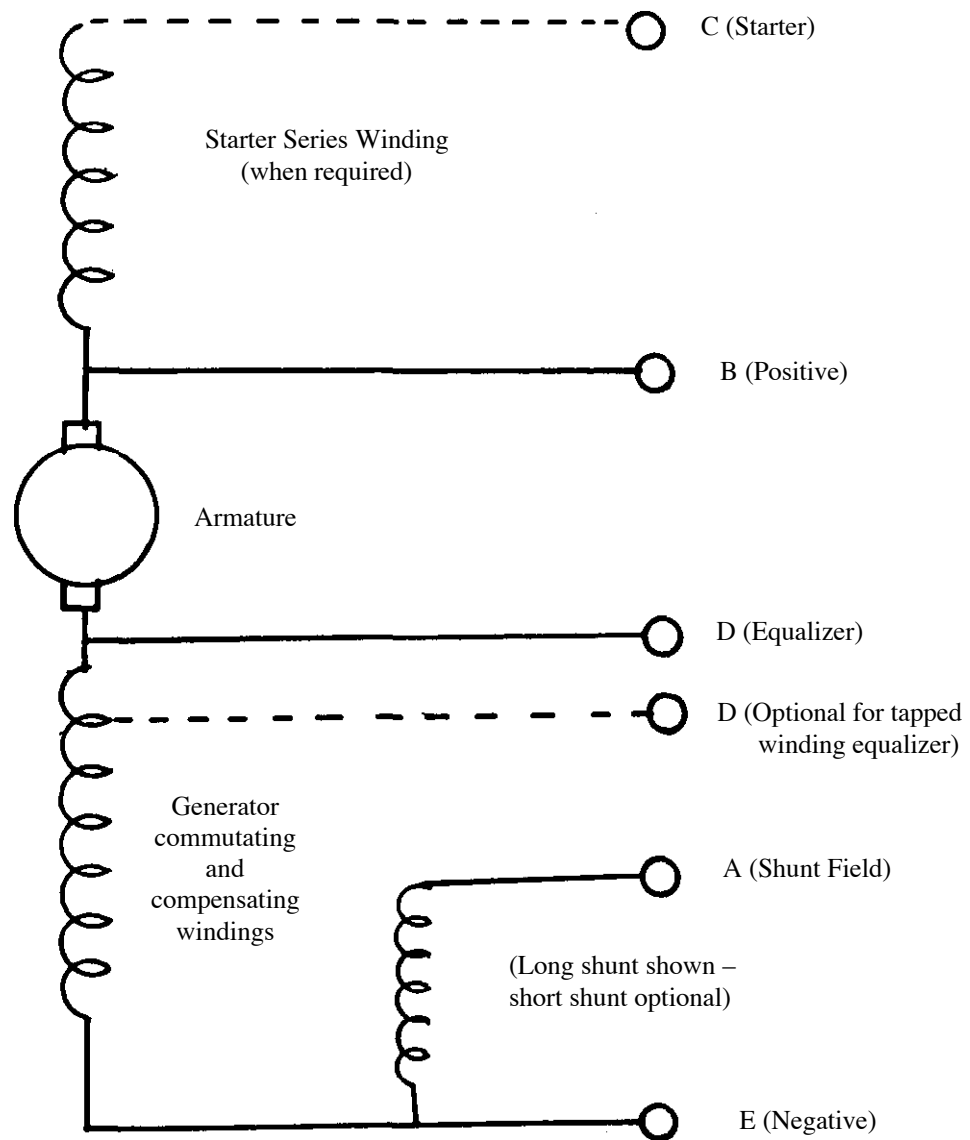 C (Starter)
Starter Series Winding
(when required)
B (Positive)
Armature
D (Equalizer)
D (Optional for tapped
winding equalizer)
Generator
commutating
and
compensating
windings
A (Shunt Field)
(Long shunt shown –
short shunt optional)
E (Negative)